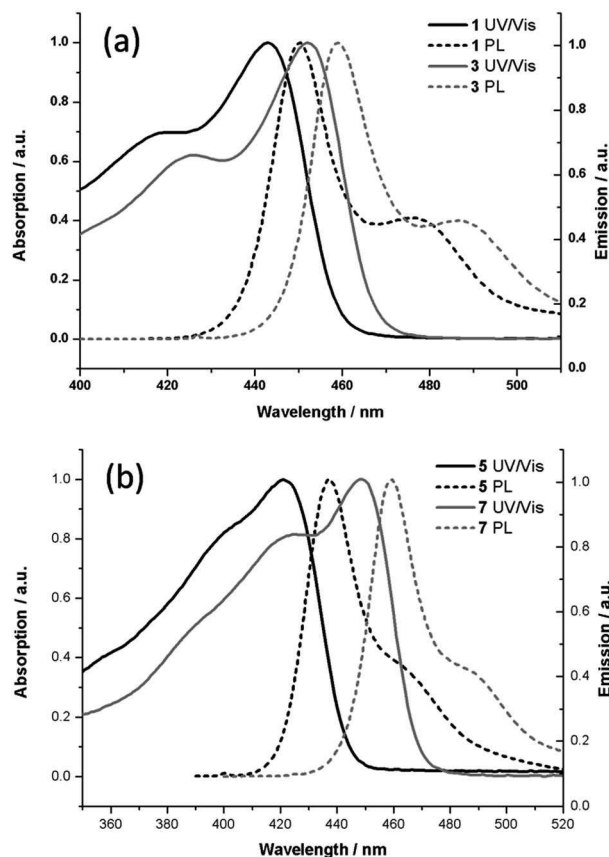 (a)
1 UV/Vis
1 PL
3 UV/Vis
3 PL
Absorption / a.u.
1.0
0.8
0.6
0.4
0.2
0.0
Emission / a.u.
1.0
0.8
0.6
0.4
0.2
0.0
400 420 440 460 480 500
Wavelength / nm
(b)
5 UV/Vis
5 PL
7 UV/Vis
7 PL
Absorption / a.u.
1.0
0.8
0.6
0.4
0.2
0.0
Emission / a.u.
1.0
0.8
0.6
0.4
0.2
0.0
360 380 400 420 440 460 480 500 520
Wavelength / nm